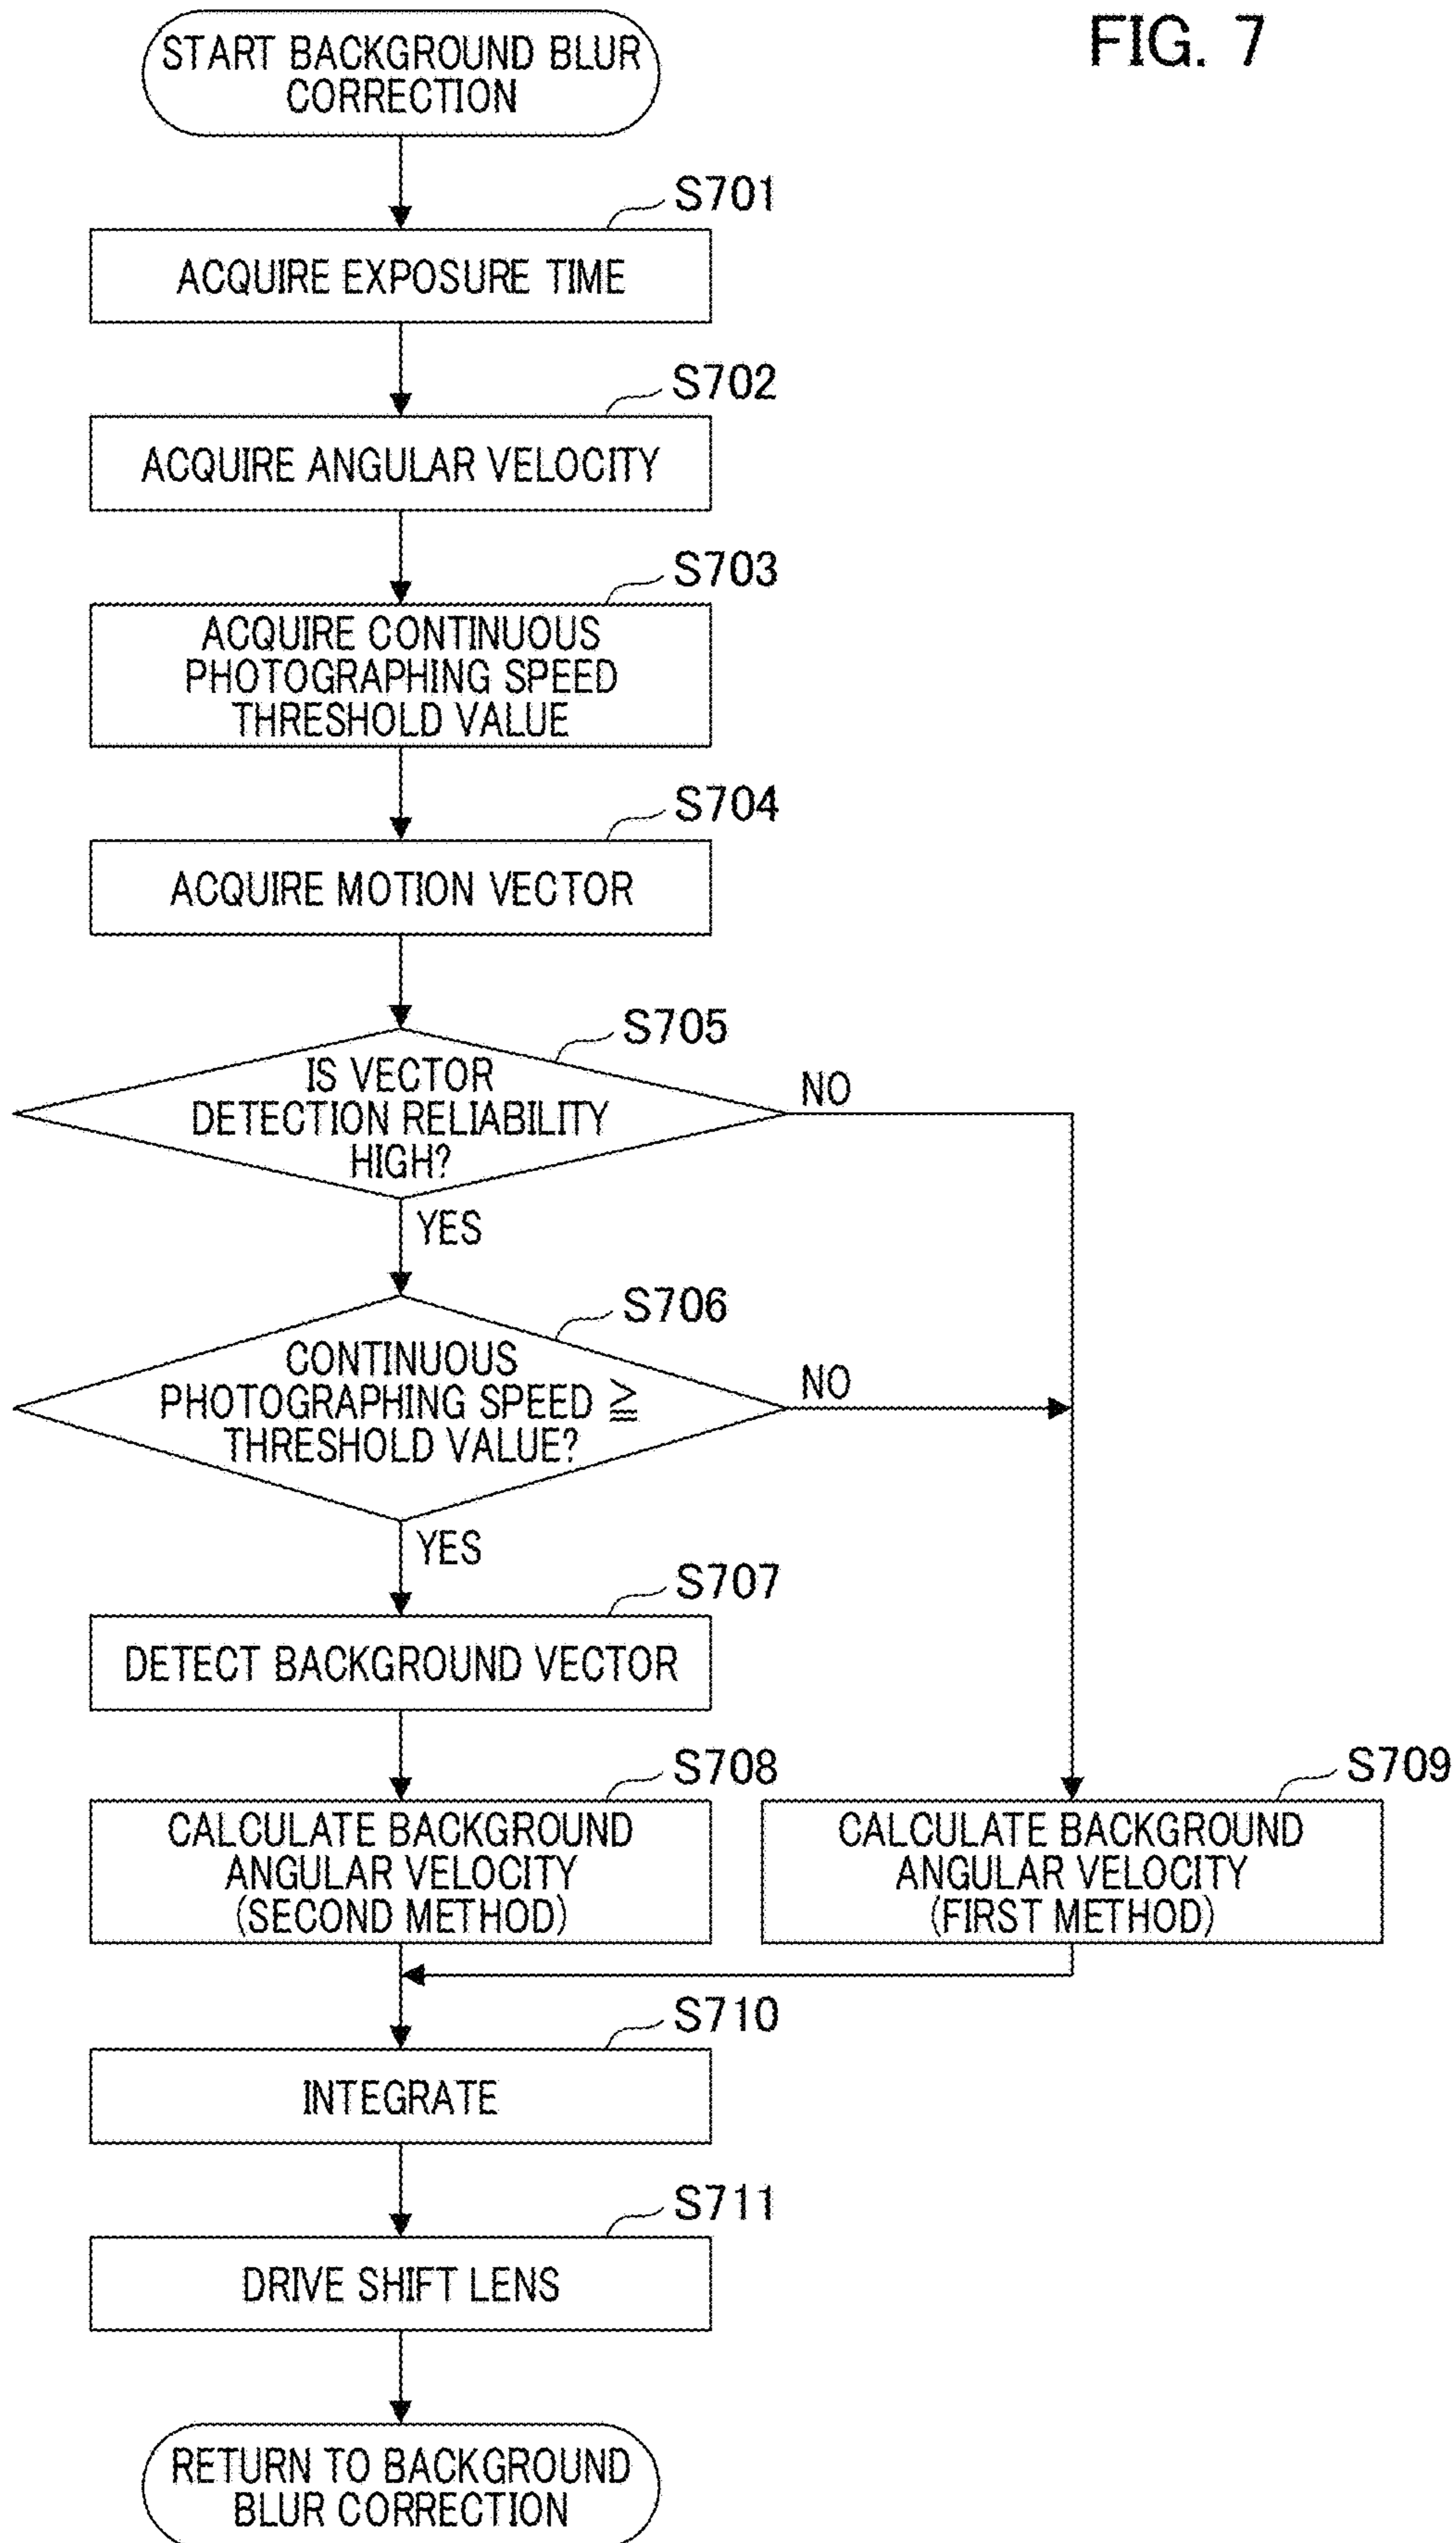 FIG. 7
START BACKGROUND BLUR
CORRECTION
S701
ACQUIRE EXPOSURE TIME
S702
ACQUIRE ANGULAR VELOCITY
S703
ACQUIRE CONTINUOUS
PHOTOGRAPHING SPEED
THRESHOLD VALUE
S704
ACQUIRE MOTION VECTOR
S705
IS VECTOR
DETECTION RELIABILITY
HIGH?
NO
YES
S706
CONTINUOUS
PHOTOGRAPHING SPEED ≧
THRESHOLD VALUE?
NO
YES
S707
DETECT BACKGROUND VECTOR
S708
CALCULATE BACKGROUND
ANGULAR VELOCITY
(SECOND METHOD)
S709
CALCULATE BACKGROUND
ANGULAR VELOCITY
(FIRST METHOD)
S710
INTEGRATE
S711
DRIVE SHIFT LENS
RETURN TO BACKGROUND
BLUR CORRECTION